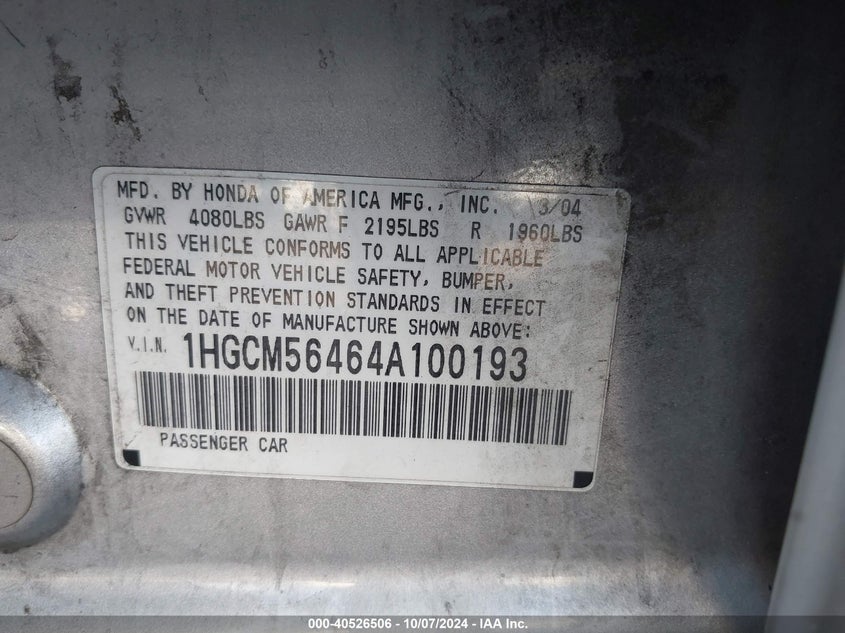 MFD. BY HONDA OF AMERICA MFG., INC. 3/04
GVWR 4080LBS GAWR F 2195LBS R 1960LBS
THIS VEHICLE CONFORMS TO ALL APPLICABLE
FEDERAL MOTOR VEHICLE SAFETY, BUMPER,
AND THEFT PREVENTION STANDARDS IN EFFECT
ON THE DATE OF MANUFACTURE SHOWN ABOVE:
V.I.N. 1HGCM56464A100193
PASSENGER CAR
000-40526506 - 10/07/2024 - IAA Inc.